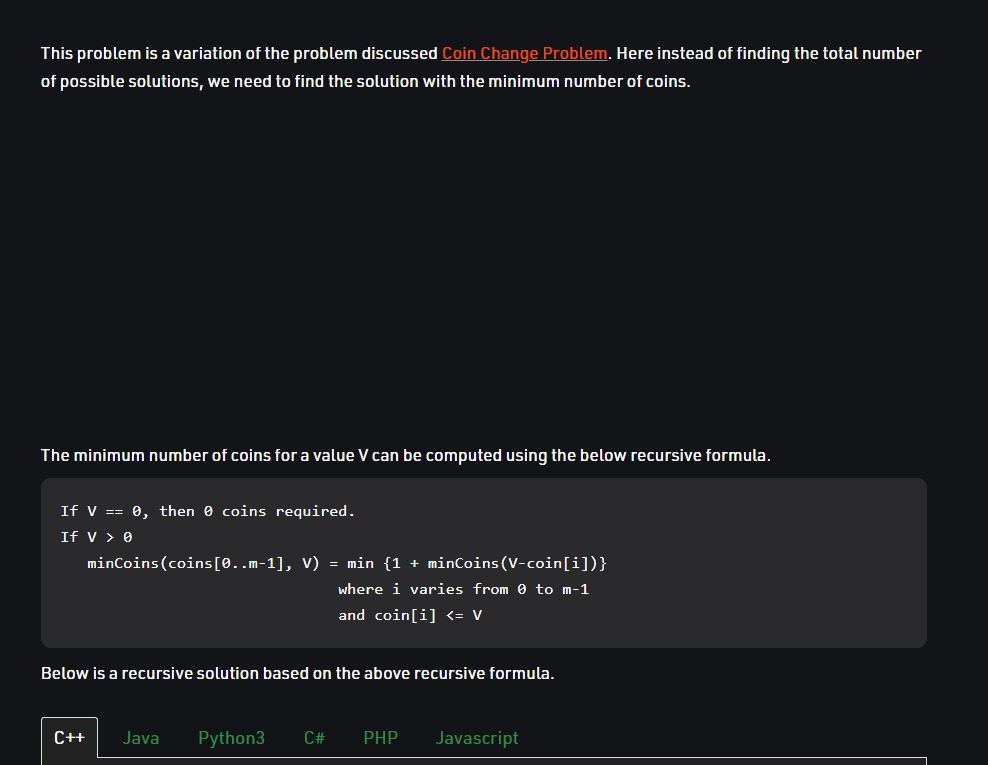 This problem is a variation of the problem discussed Coin Change Problem. Here instead of finding the total number
of possible solutions, we need to find the solution with the minimum number of coins.
The minimum number of coins for a value V can be computed using the below recursive formula.
If V == 0, then 0 coins required.
If V > 0
minCoins(coins[0..m-1], V) = min {1 + minCoins(V-coin[i])}
where i varies from 0 to m-1
and coin[i] <= V
Below is a recursive solution based on the above recursive formula.
C++ Java Python3 C# PHP Javascript